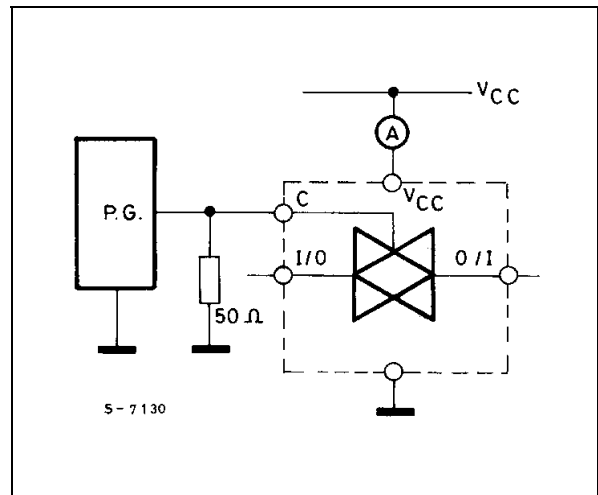 V CC
A
V CC
C
P.G.
I/O
O/I
50 Ω
S-7130